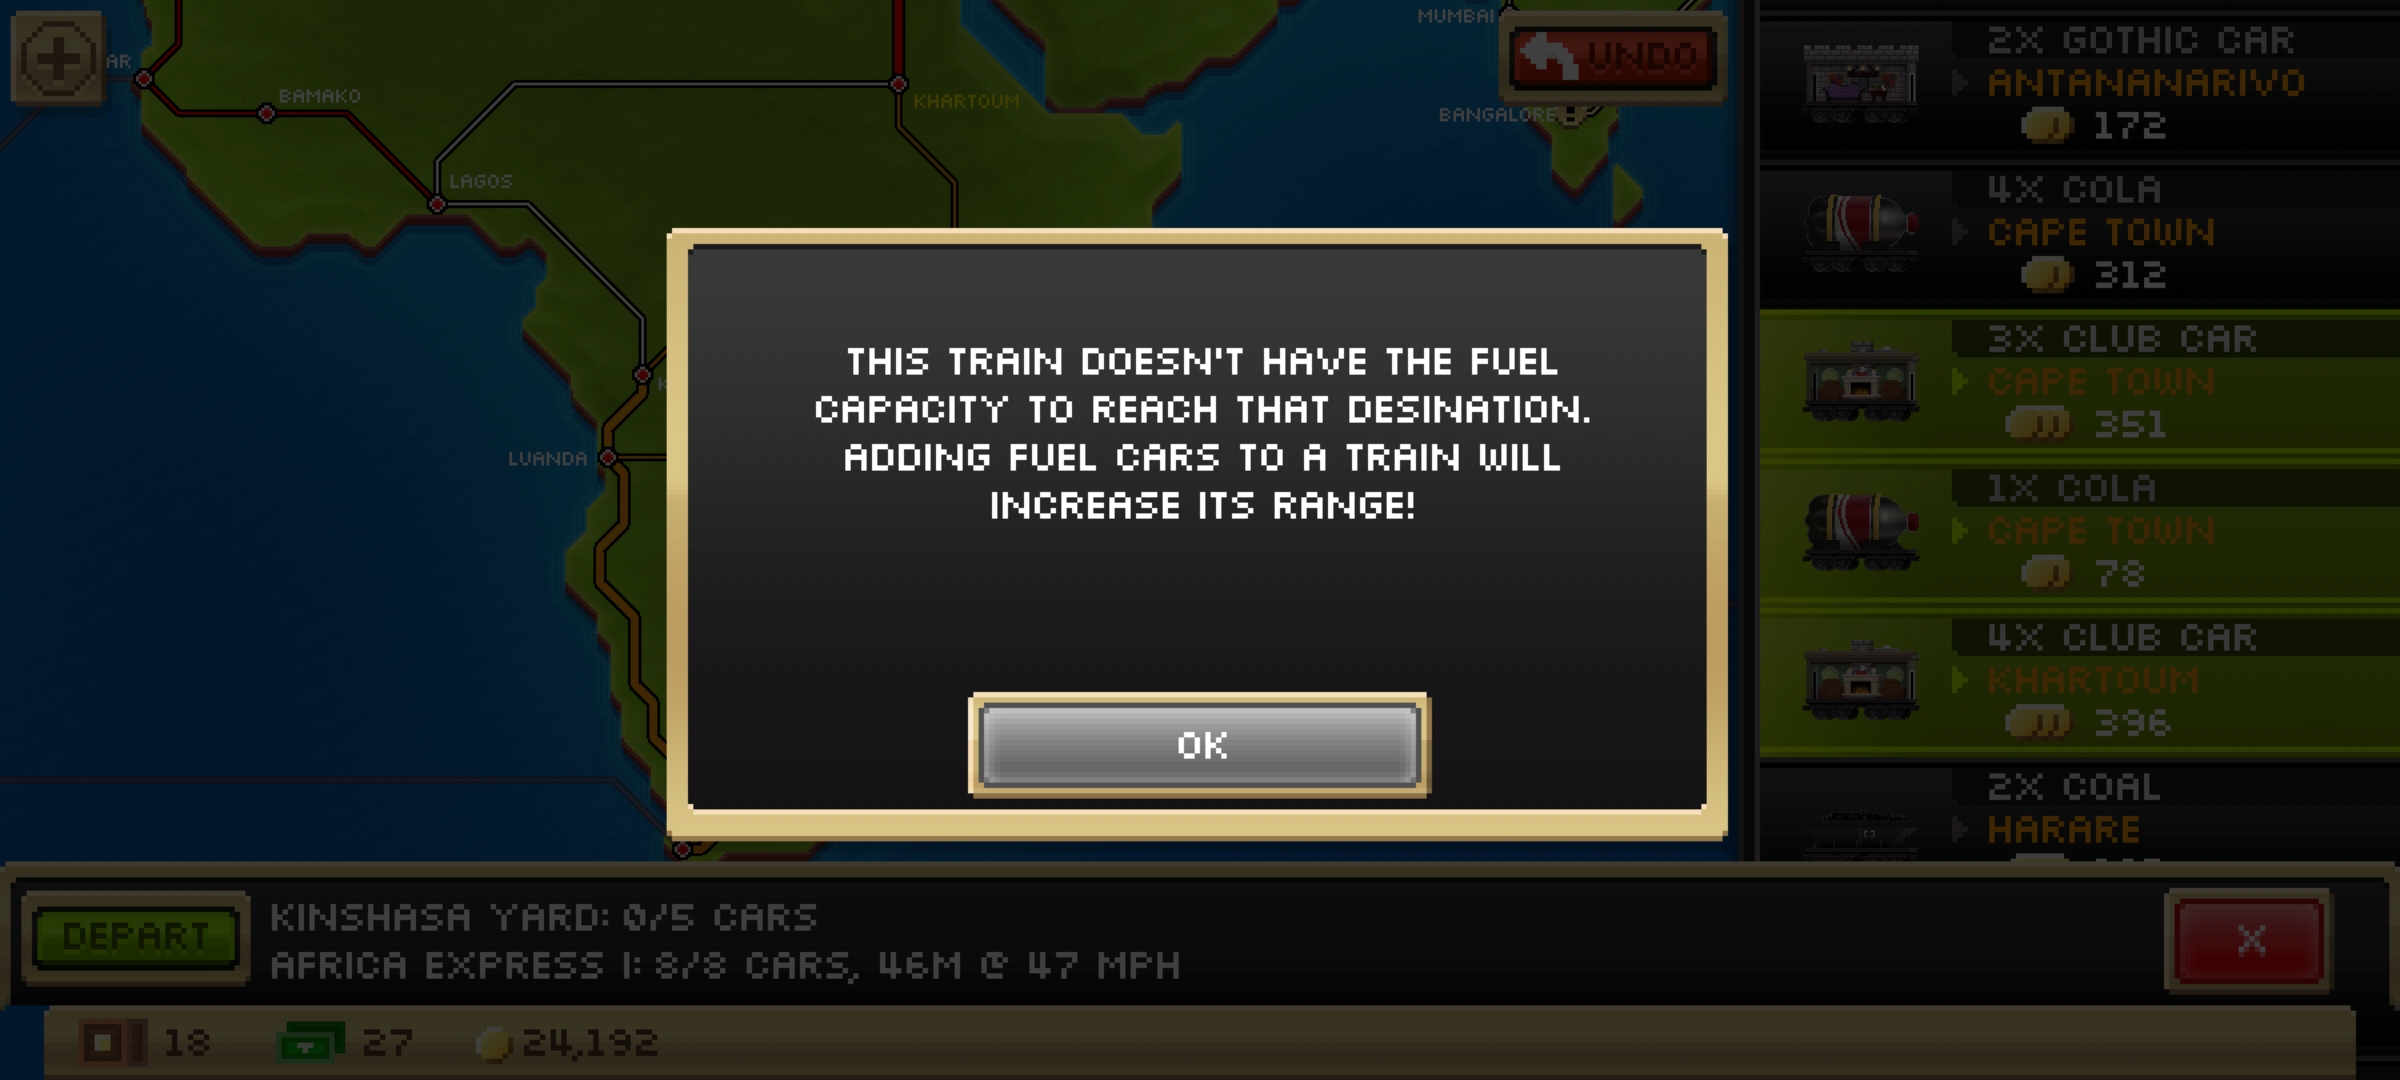 AR
BAMAKO
LAGOS
KHARTOUM
MUMBAI
UNDO
BANGALORE
LUANDA
K
THIS TRAIN DOESN'T HAVE THE FUEL
CAPACITY TO REACH THAT DESINATION.
ADDING FUEL CARS TO A TRAIN WILL
INCREASE ITS RANGE!
OK
2X GOTHIC CAR
ANTANANARIVO
172
4X COLA
CAPE TOWN
312
3X CLUB CAR
CAPE TOWN
351
1X COLA
CAPE TOWN
78
4X CLUB CAR
KHARTOUM
396
2X COAL
HARARE
DEPART
KINSHASA YARD: 0/5 CARS
AFRICA EXPRESS I: 8/8 CARS, 46M @ 47 MPH
X
18
27
24,192